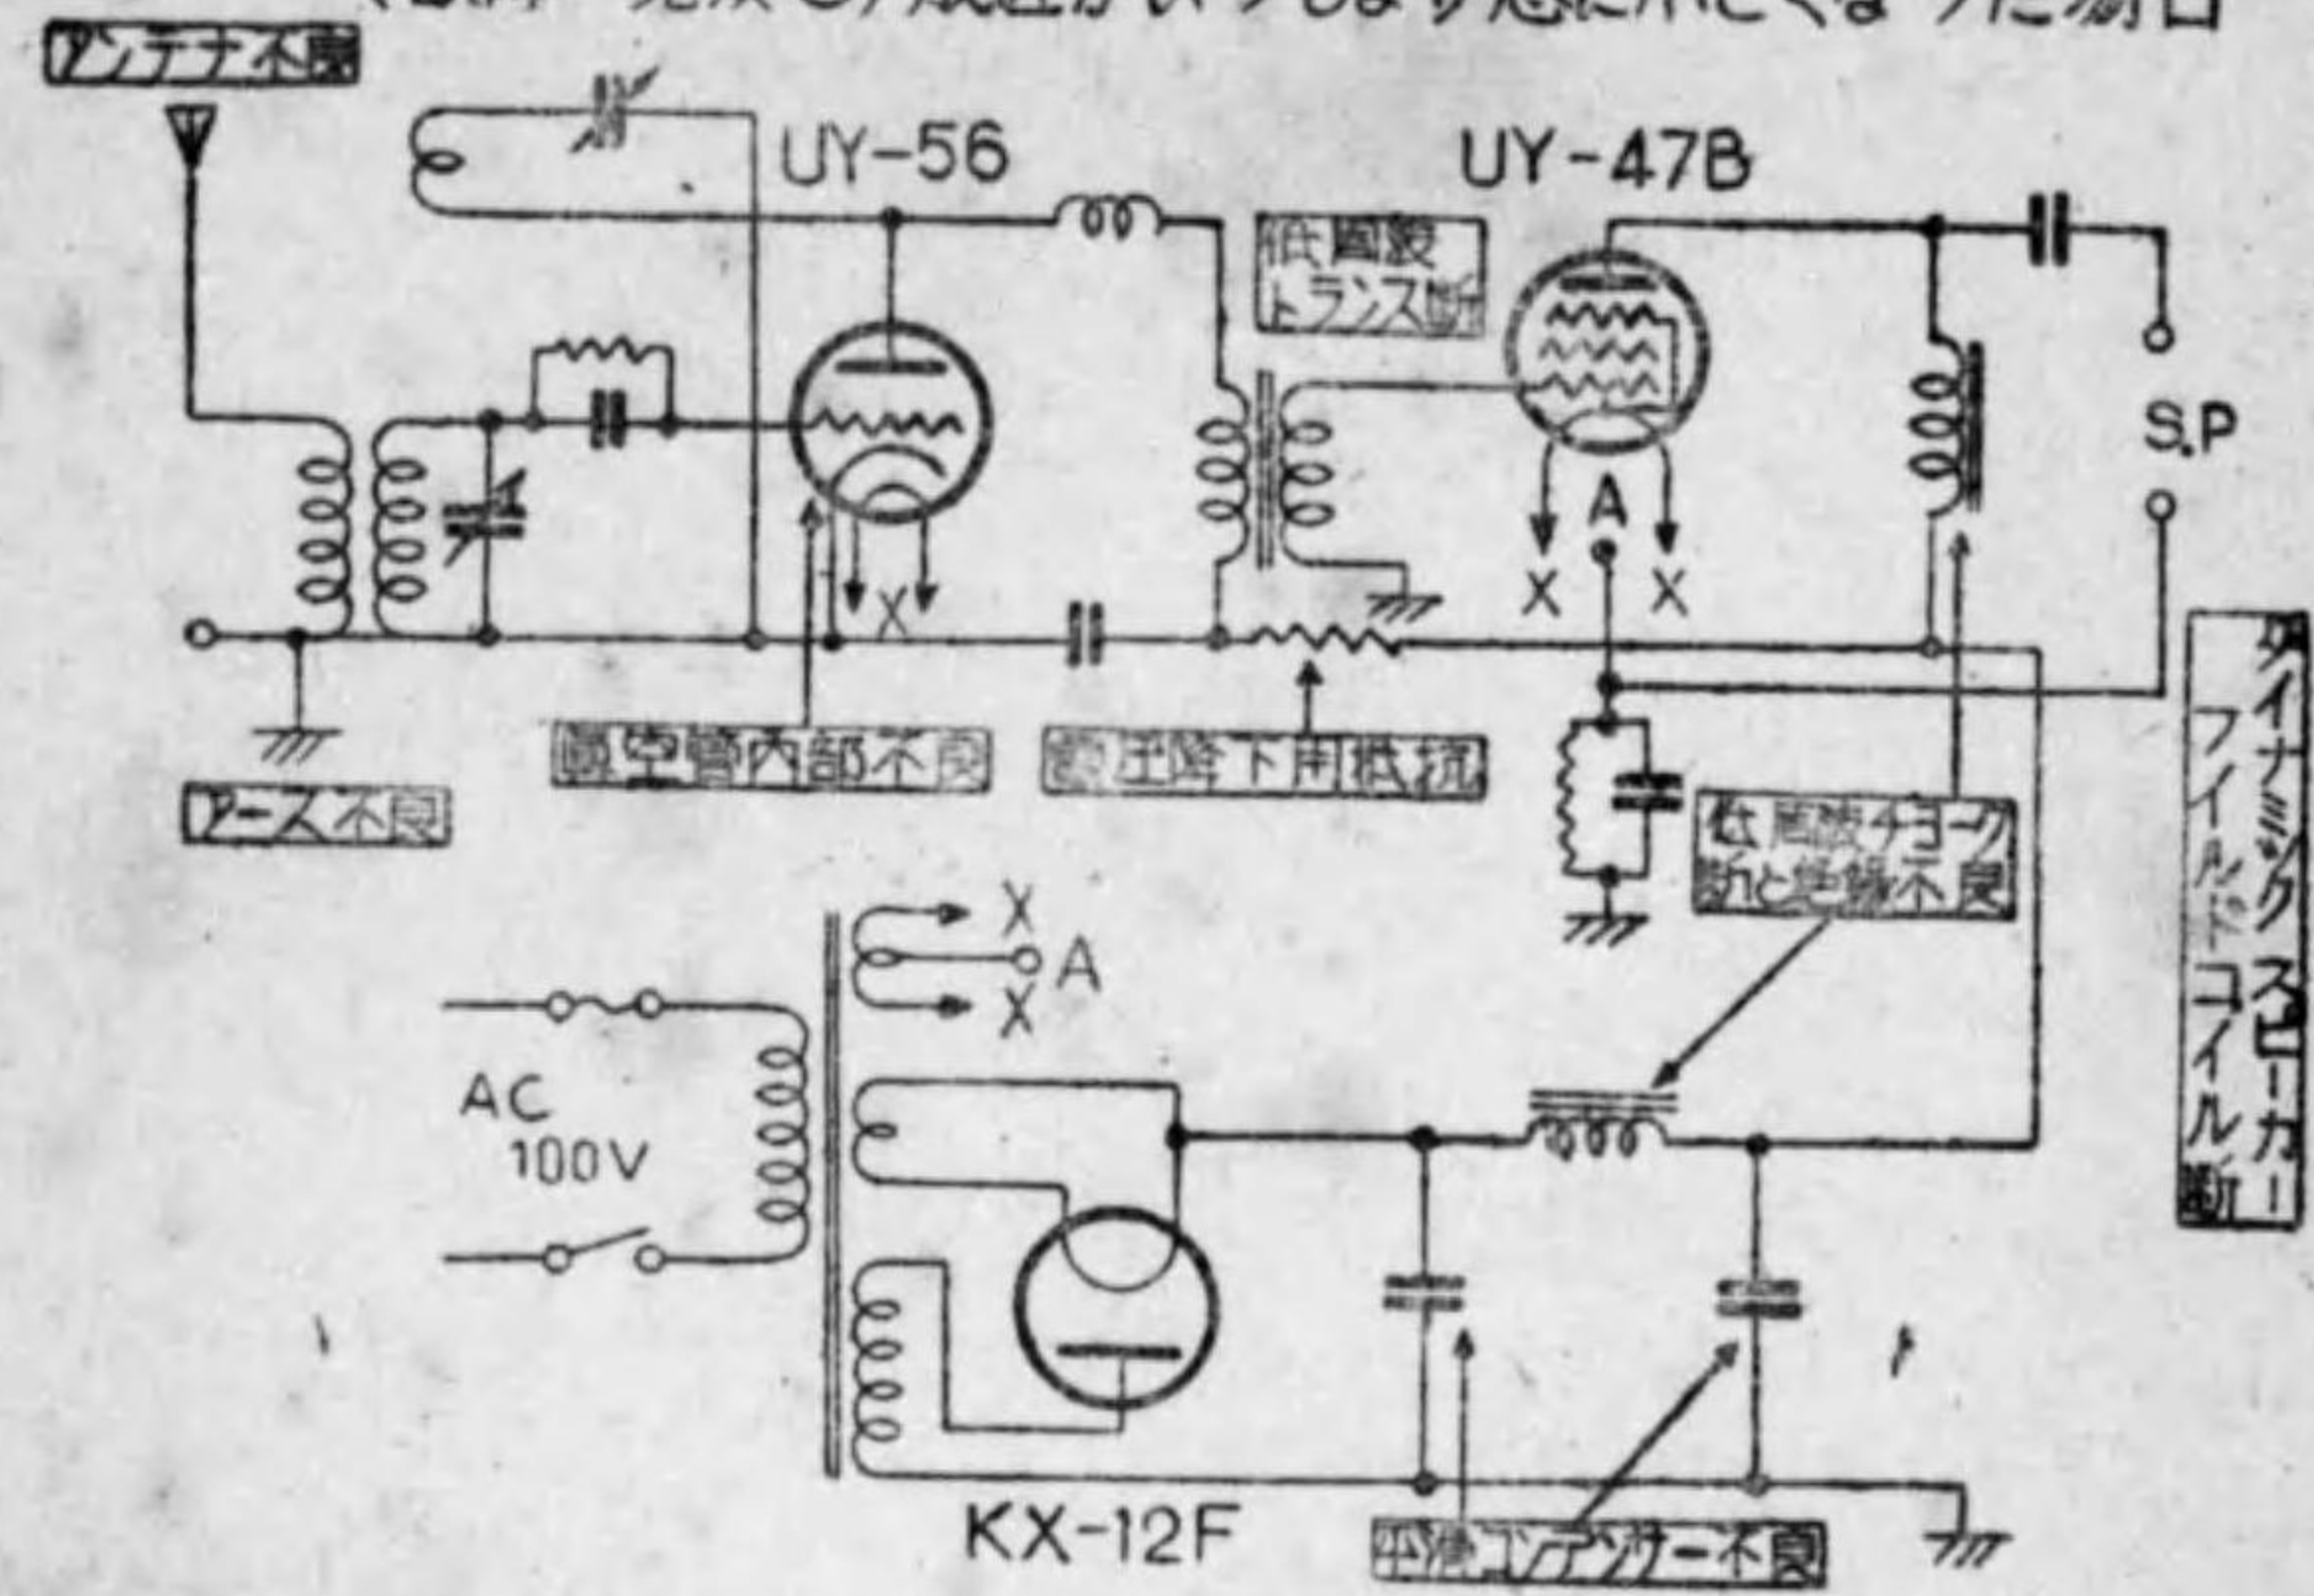 アンテナ不良
UY-56
UY-47B
低周波
トランス断
S.P
A
X
X
X
眞空管内部不良
電圧降下用抵抗
アース不良
低周波チヨーク
断と絶縁不良
ダイナミック スピーカー
フイルドコイル断
X
A
X
AC
100V
KX-12F
平滑コンデンサー不良